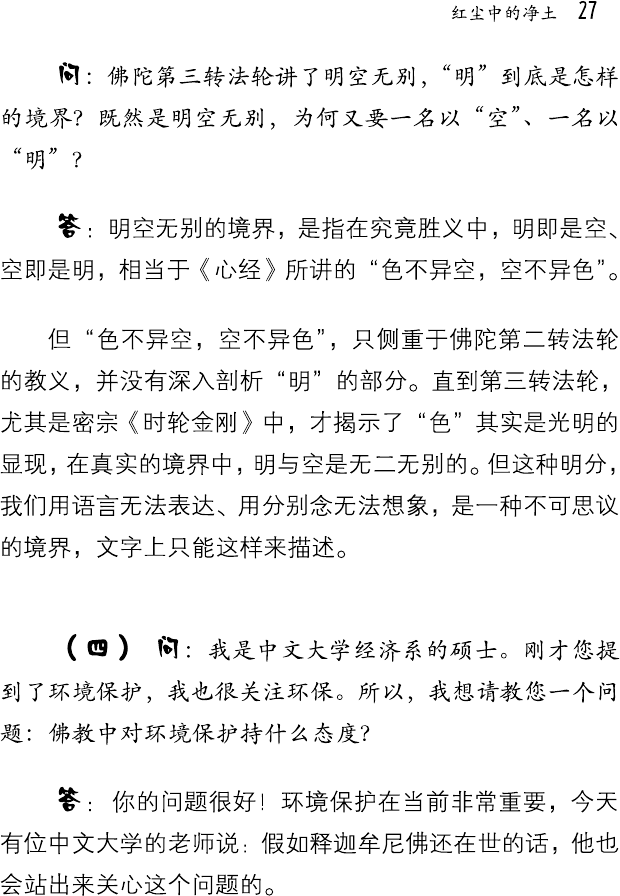 红尘中的净土 27
问：佛陀第三转法轮讲了明空无别，“明”到底是怎样
的境界？既然是明空无别，为何又要一名以“空”、一名以
“明”？
答：明空无别的境界，是指在究竟胜义中，明即是空、
空即是明，相当于《心经》所讲的“色不异空，空不异色”。
但“色不异空，空不异色”，只侧重于佛陀第二转法轮
的教义，并没有深入剖析“明”的部分。直到第三转法轮，
尤其是密宗《时轮金刚》中，才揭示了“色”其实是光明的
显现，在真实的境界中，明与空是无二无别的。但这种明分，
我们用语言无法表达、用分别念无法想象，是一种不可思议
的境界，文字上只能这样来描述。
（四） 问：我是中文大学经济系的硕士。刚才您提
到了环境保护，我也很关注环保。所以，我想请教您一个问
题：佛教中对环境保护持什么态度？
答：你的问题很好！环境保护在当前非常重要，今天
有位中文大学的老师说：假如释迦牟尼佛还在世的话，他也
会站出来关心这个问题的。